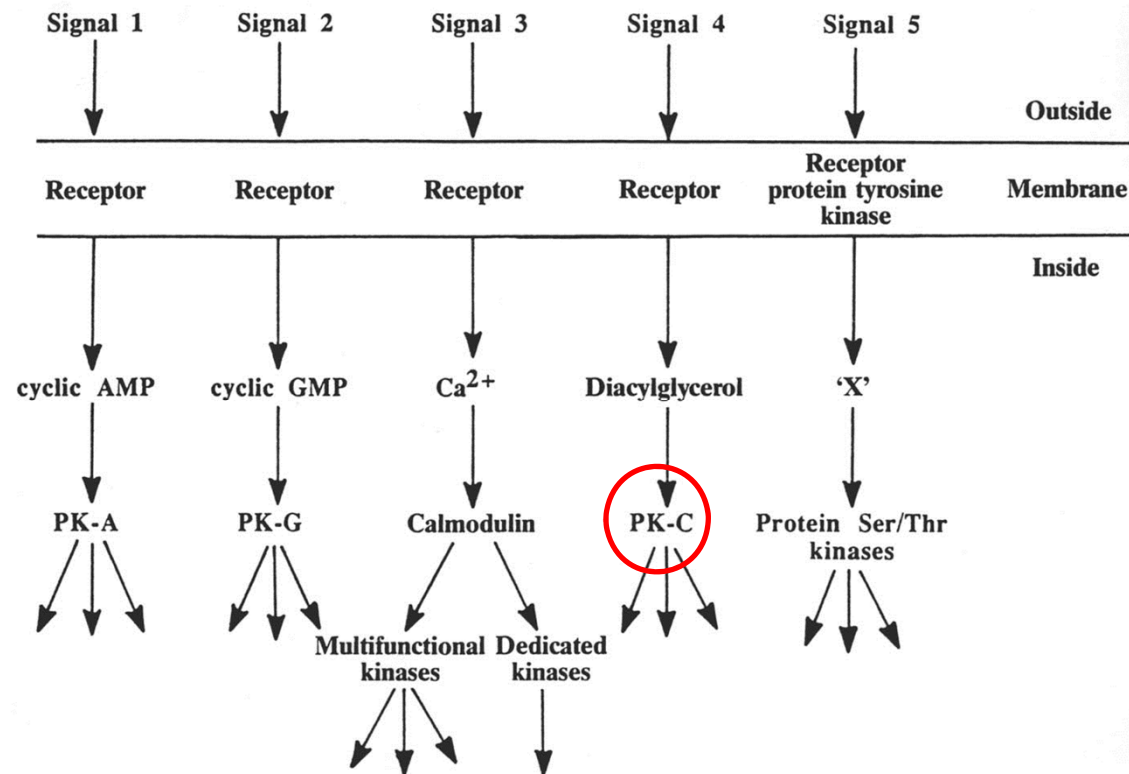 Signal 1 Signal 2 Signal 3 Signal 4 Signal 5
Outside
Receptor Receptor Receptor Receptor Receptor
protein tyrosine
kinase
Membrane
Inside
cyclic AMP cyclic GMP Ca²⁺ Diacylglycerol ‘X’
PK-A PK-G Calmodulin PK-C Protein Ser/Thr
kinases
Multifunctional
kinases
Dedicated
kinases